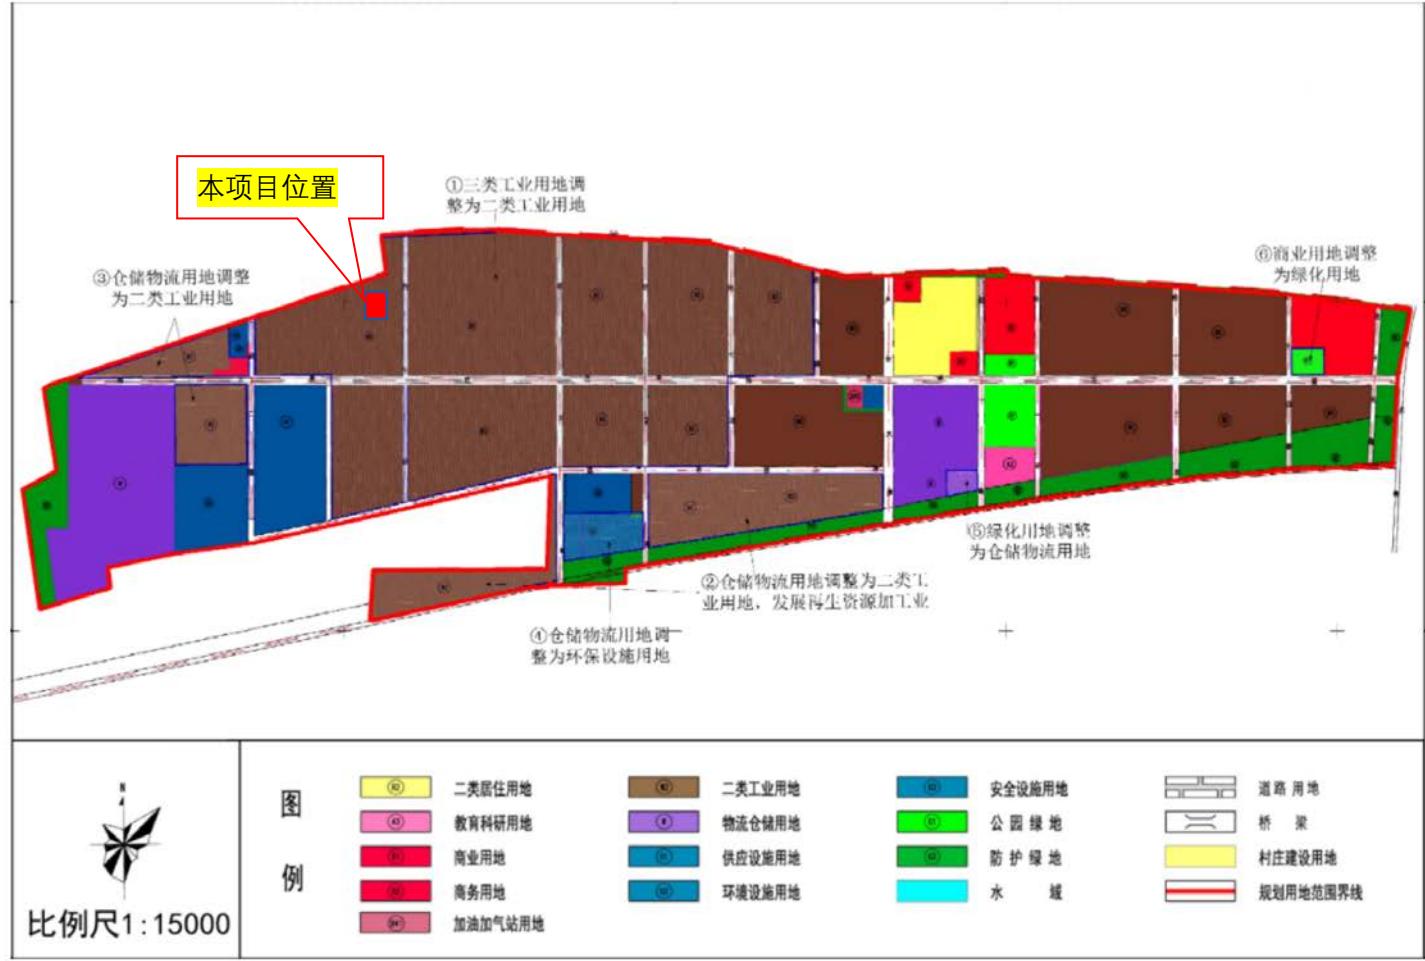 本项目位置
①三类工业用地调
整为二类工业用地
③仓储物流用地调整
为二类工业用地
⑥商业用地调整
为绿化用地
⑤绿化用地调整
为仓储物流用地
②仓储物流用地调整为二类工
业用地，发展再生资源加工业
④仓储物流用地调
整为环保设施用地
N
比例尺1:15000
图例
二类居住用地
二类工业用地
安全设施用地
道路用地
教育科研用地
物流仓储用地
公园绿地
桥梁
商业用地
供应设施用地
防护绿地
村庄建设用地
商务用地
环境设施用地
水域
规划用地范围界线
加油加气站用地